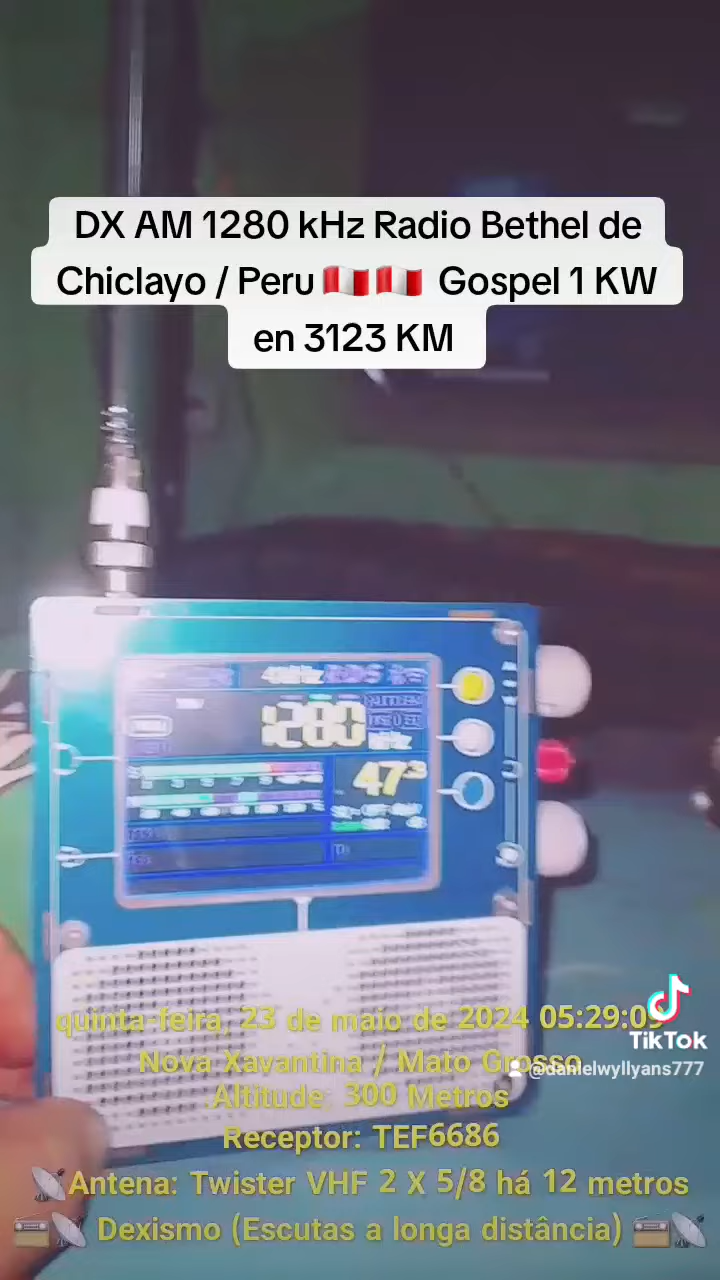 DX AM 1280 kHz Radio Bethel de
Chiclayo / Peru🇵🇪🇵🇪 Gospel 1 KW
en 3123 KM
1280
kHz
47³
quinta-feira, 23 de maio de 2024 05:29:09
TikTok
Nova Xavantina / Mato Grosso
@danielwyllyans777
Altitude: 300 Metros
Receptor: TEF6686
📡Antena: Twister VHF 2 X 5/8 há 12 metros
📻📡 Dexismo (Escutas a longa distância) 📻📡